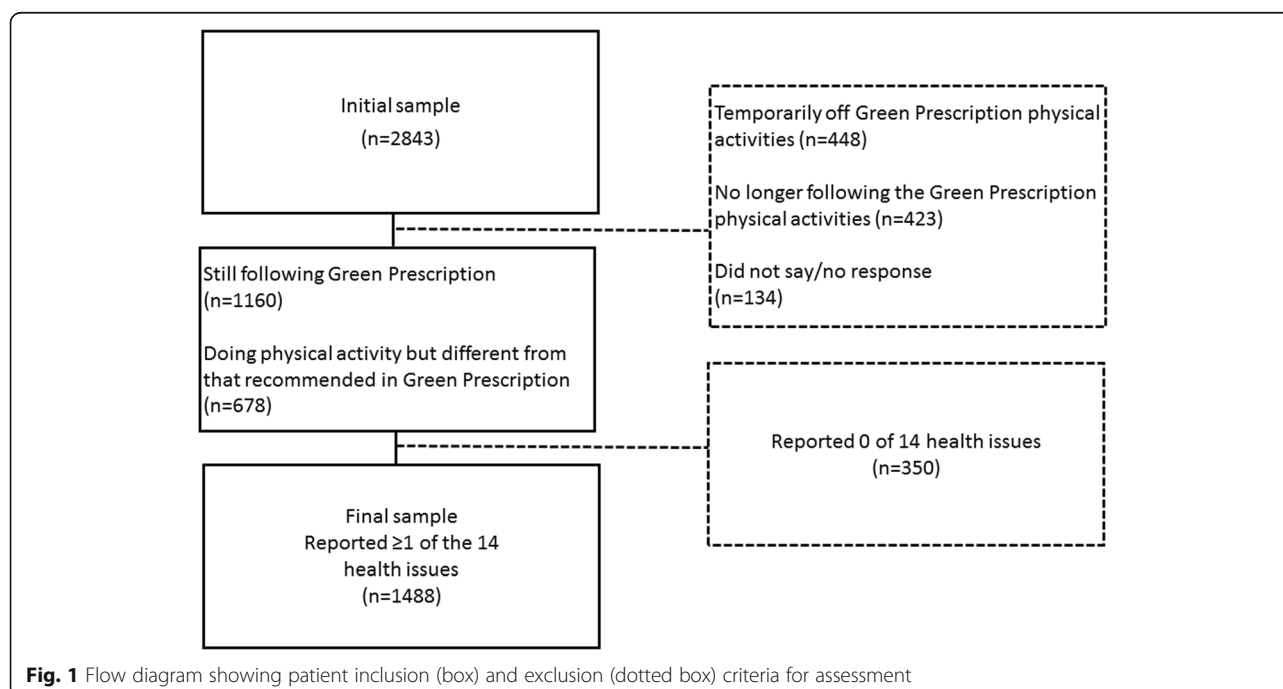 Initial sample
(n=2843)
Temporarily off Green Prescription physical
activities (n=448)
No longer following the Green Prescription
physical activities (n=423)
Did not say/no response
(n=134)
Still following Green Prescription
(n=1160)
Doing physical activity but different from
that recommended in Green Prescription
(n=678)
Reported 0 of 14 health issues
(n=350)
Final sample
Reported ≥1 of the 14
health issues
(n=1488)
Fig. 1 Flow diagram showing patient inclusion (box) and exclusion (dotted box) criteria for assessment